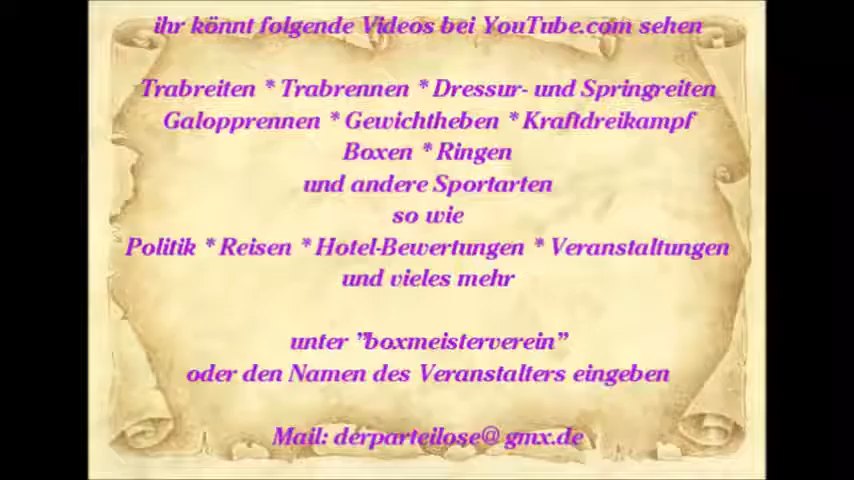 ihr könnt folgende Videos bei YouTube.com sehen
Trabreiten * Trabrennen * Dressur- und Springreiten
Galopprennen * Gewichtheben * Kraftdreikampf
Boxen * Ringen
und andere Sportarten
so wie
Politik * Reisen * Hotel-Bewertungen * Veranstaltungen
und vieles mehr
unter "boxmeisterverein"
oder den Namen des Veranstalters eingeben
Mail: derparteilose@gmx.de